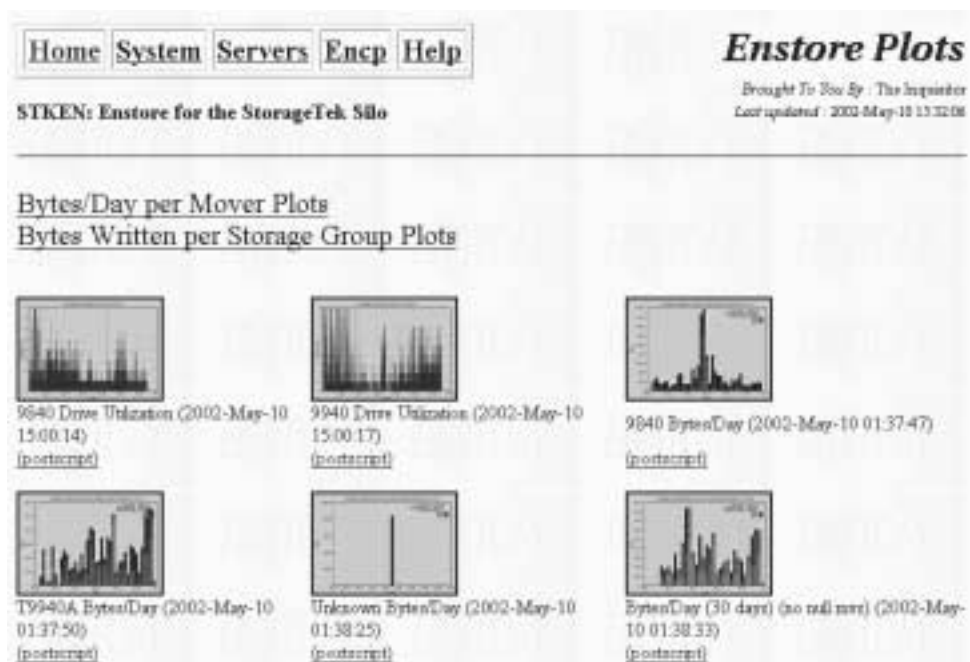 Home System Servers Encp Help
Enstore Plots
Brought To You By : The Inquisitor
STKEN: Enstore for the StorageTek Silo
Last updated : 2002-May-10 15:32:06
Bytes/Day per Mover Plots
Bytes Written per Storage Group Plots
9840 Drive Utilization (2002-May-10
15:00:14)
(postscript)
9940 Drive Utilization (2002-May-10
15:00:17)
(postscript)
9840 Bytes/Day (2002-May-10 01:37:47)
(postscript)
T9940A Bytes/Day (2002-May-10
01:37:50)
(postscript)
Unknown Bytes/Day (2002-May-10
01:38:25)
(postscript)
Bytes/Day (30 days) (no null mvr) (2002-May-
10 01:38:33)
(postscript)